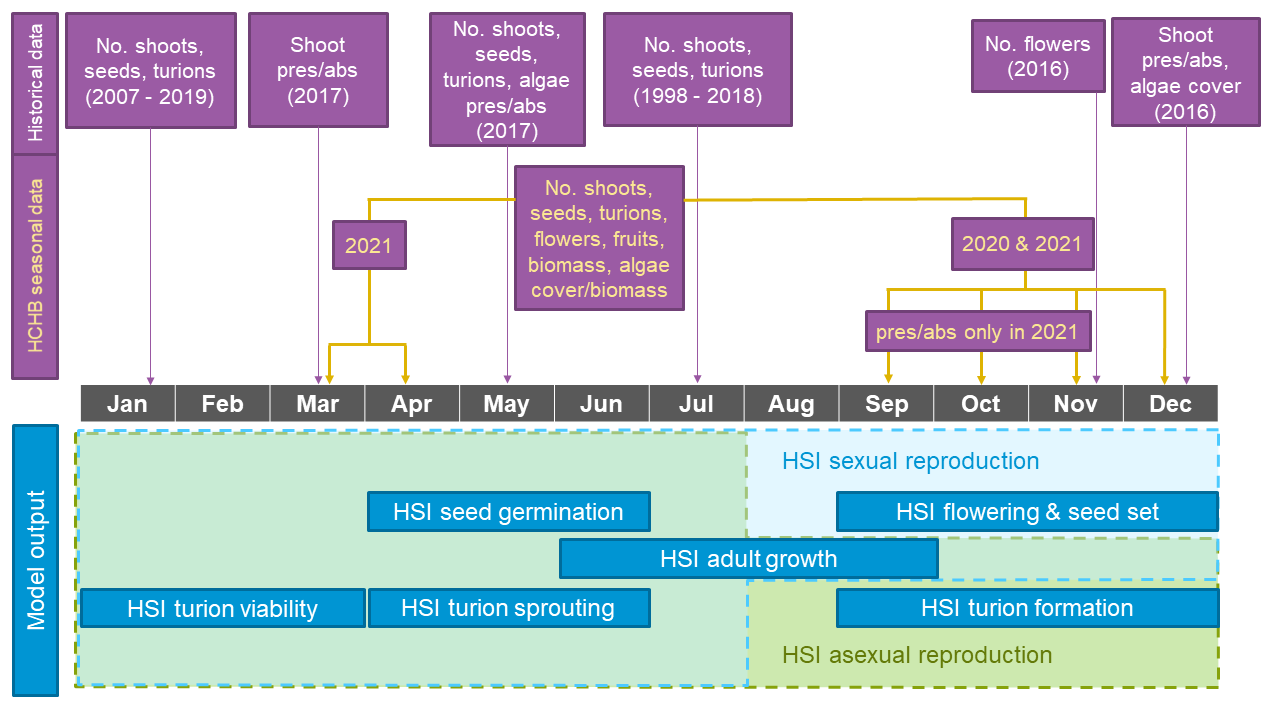 Historical data
No. shoots,
seeds, turions
(2007 - 2019)
Shoot
pres/abs
(2017)
No. shoots,
seeds,
turions, algae
pres/abs
(2017)
No. shoots,
seeds, turions
(1998 - 2018)
No. flowers
(2016)
Shoot
pres/abs,
algae cover
(2016)
HCHB seasonal data
2021
No. shoots,
seeds, turions,
flowers, fruits,
biomass, algae
cover/biomass
2020 & 2021
pres/abs only in 2021
Jan Feb Mar Apr May Jun Jul Aug Sep Oct Nov Dec
Model output
HSI sexual reproduction
HSI seed germination
HSI flowering & seed set
HSI adult growth
HSI turion viability
HSI turion sprouting
HSI turion formation
HSI asexual reproduction